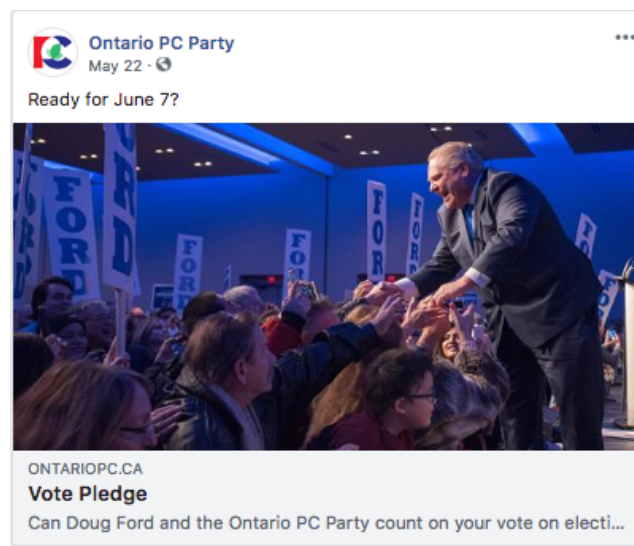 Ontario PC Party
May 22 ·
Ready for June 7?
FORD
FORD
FORD
FORD
FOR
FORD
ONTARIOPC.CA
Vote Pledge
Can Doug Ford and the Ontario PC Party count on your vote on electi...